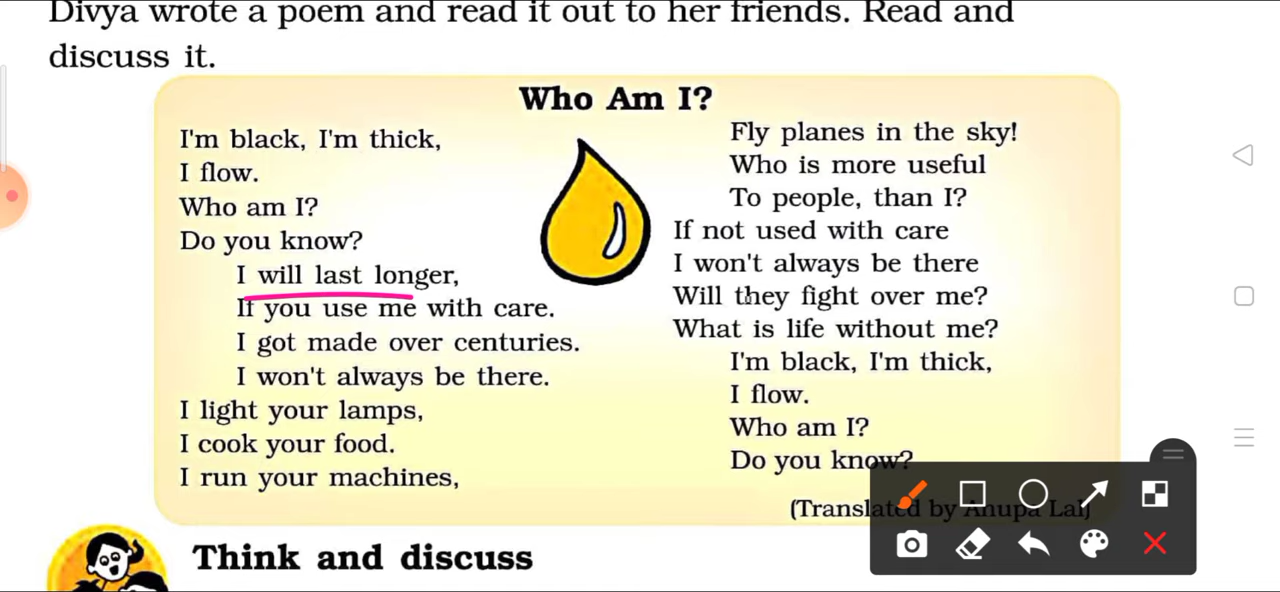 Divya wrote a poem and read it out to her friends. Read and
discuss it.
Who Am I?
I'm black, I'm thick,
I flow.
Who am I?
Do you know?
I will last longer,
If you use me with care.
I got made over centuries.
I won't always be there.
I light your lamps,
I cook your food.
I run your machines,
Fly planes in the sky!
Who is more useful
To people, than I?
If not used with care
I won't always be there
Will they fight over me?
What is life without me?
I'm black, I'm thick,
I flow.
Who am I?
Do you know?
(Translated by Anupa Lal)
Think and discuss